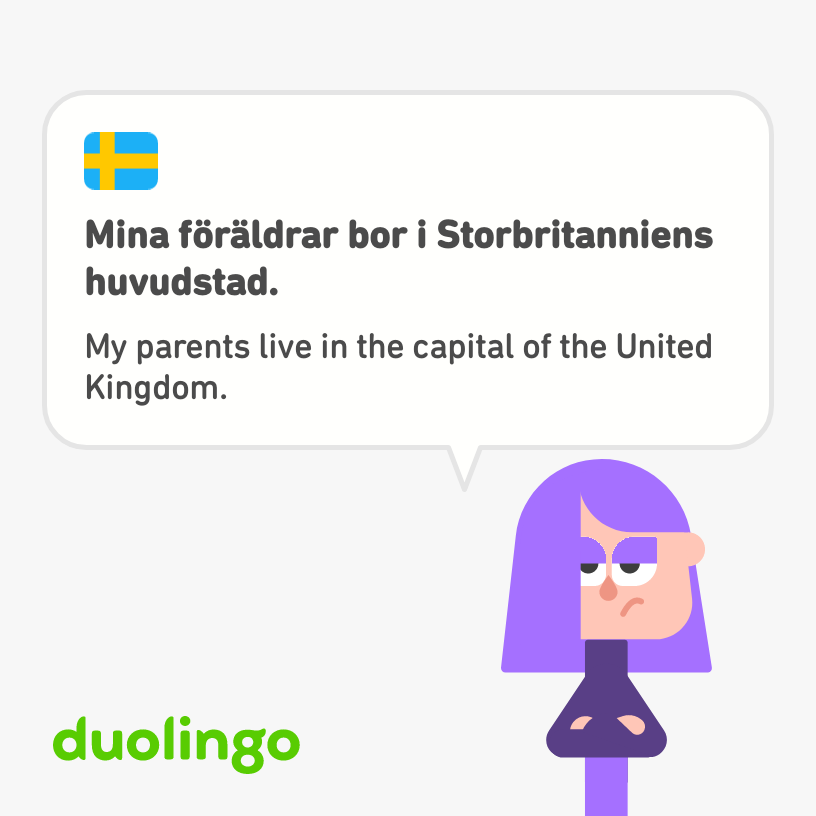 Mina föräldrar bor i Storbritanniens
huvudstad.
My parents live in the capital of the United
Kingdom.
duolingo